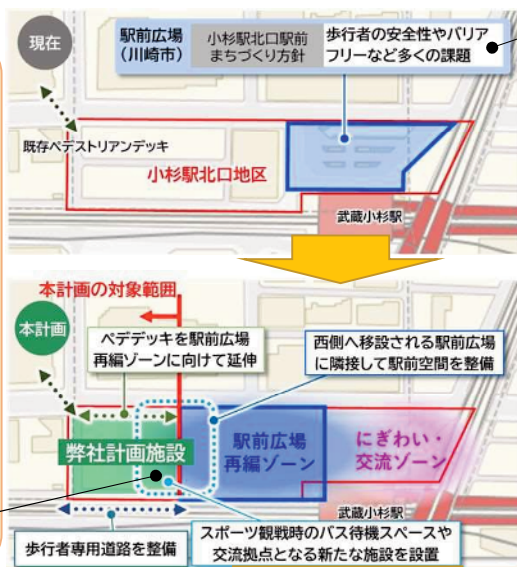 現在
駅前広場
(川崎市)
小杉駅北口駅前
まちづくり方針
歩行者の安全性やバリア
フリーなど多くの課題
既存ペデストリアンデッキ
小杉駅北口地区
武蔵小杉駅
本計画の対象範囲
本計画
ペデデッキを駅前広場
再編ゾーンに向けて延伸
西側へ移設される駅前広場
に隣接して駅前空間を整備
弊社計画施設
駅前広場
再編ゾーン
にぎわい・
交流ゾーン
武蔵小杉駅
歩行者専用道路を整備
スポーツ観戦時のバス待機スペースや
交流拠点となる新たな施設を設置